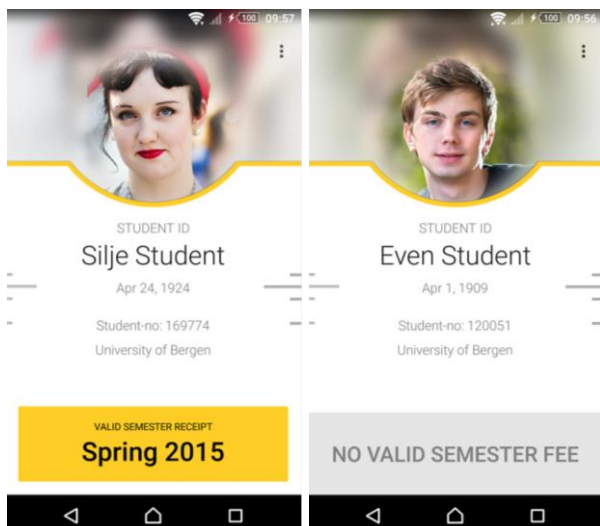 100 09:57
STUDENT ID
Silje Student
Apr 24, 1924
Student-no: 169774
University of Bergen
VALID SEMESTER RECEIPT
Spring 2015
100 09:56
STUDENT ID
Even Student
Apr 1, 1909
Student-no: 120051
University of Bergen
NO VALID SEMESTER FEE